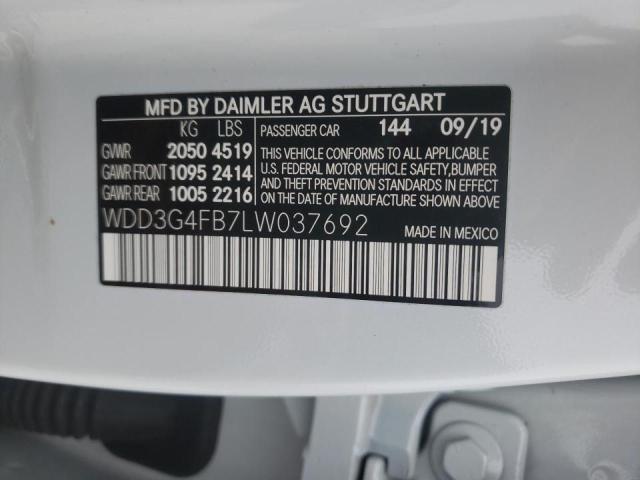 MFD BY DAIMLER AG STUTTGART
KG LBS
GVWR 2050 4519
GAWR FRONT 1095 2414
GAWR REAR 1005 2216
PASSENGER CAR 144 09/19
THIS VEHICLE CONFORMS TO ALL APPLICABLE
U.S. FEDERAL MOTOR VEHICLE SAFETY,BUMPER
AND THEFT PREVENTION STANDARDS IN EFFECT
ON THE DATE OF MANUFACTURE SHOWN ABOVE.
WDD3G4FB7LW037692
MADE IN MEXICO